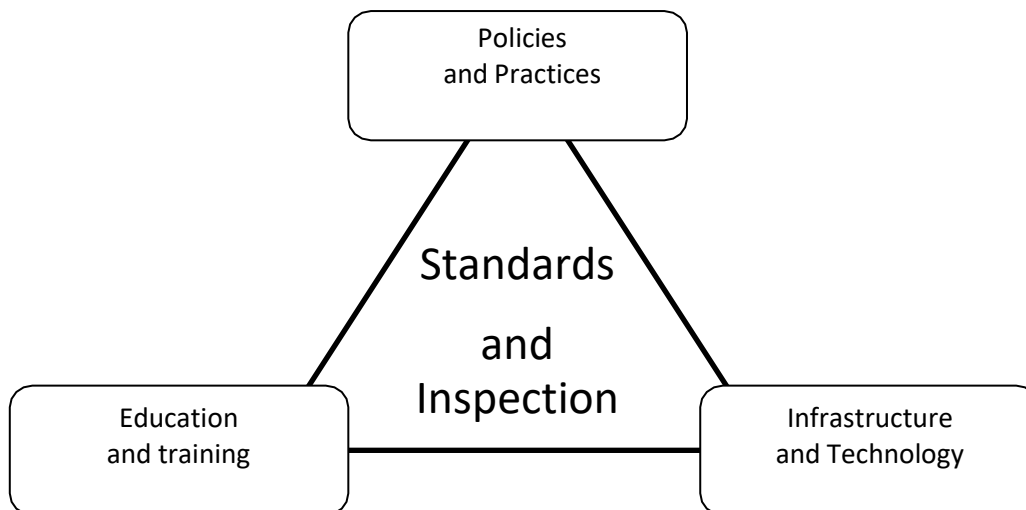 Policies
and Practices
Standards
and
Inspection
Education
and training
Infrastructure
and Technology